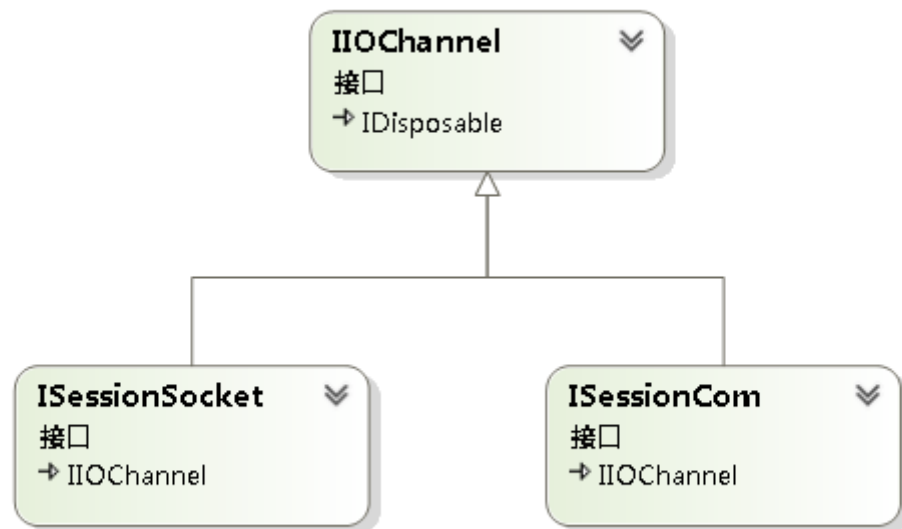 IIOChannel
接口
IDisposable
ISessionSocket
接口
IIOChannel
ISessionCom
接口
IIOChannel